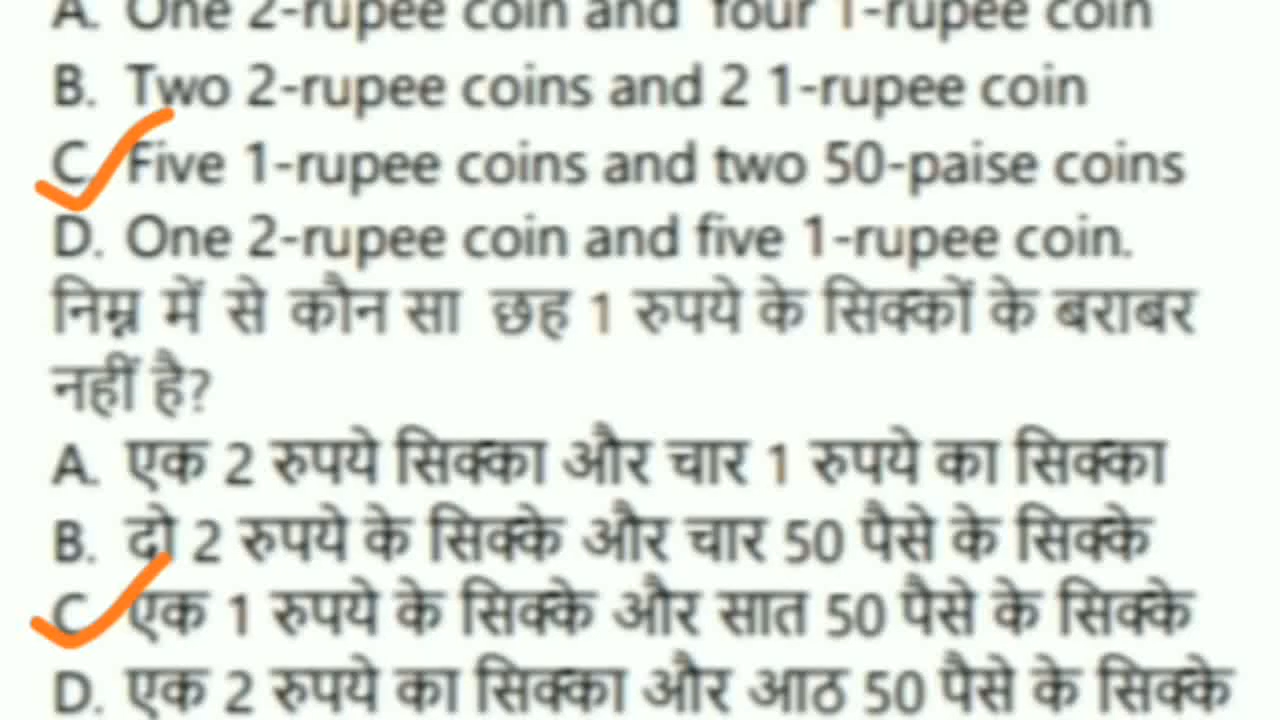 A. One 2-rupee coin and four 1-rupee coin
B. Two 2-rupee coins and 2 1-rupee coin
C. Five 1-rupee coins and two 50-paise coins
D. One 2-rupee coin and five 1-rupee coin.
निम्न में से कौन सा छह 1 रुपये के सिक्कों के बराबर
नहीं है?
A. एक 2 रुपये सिक्का और चार 1 रुपये का सिक्का
B. दो 2 रुपये के सिक्के और चार 50 पैसे के सिक्के
C एक 1 रुपये के सिक्के और सात 50 पैसे के सिक्के
D. एक 2 रुपये का सिक्का और आठ 50 पैसे के सिक्के